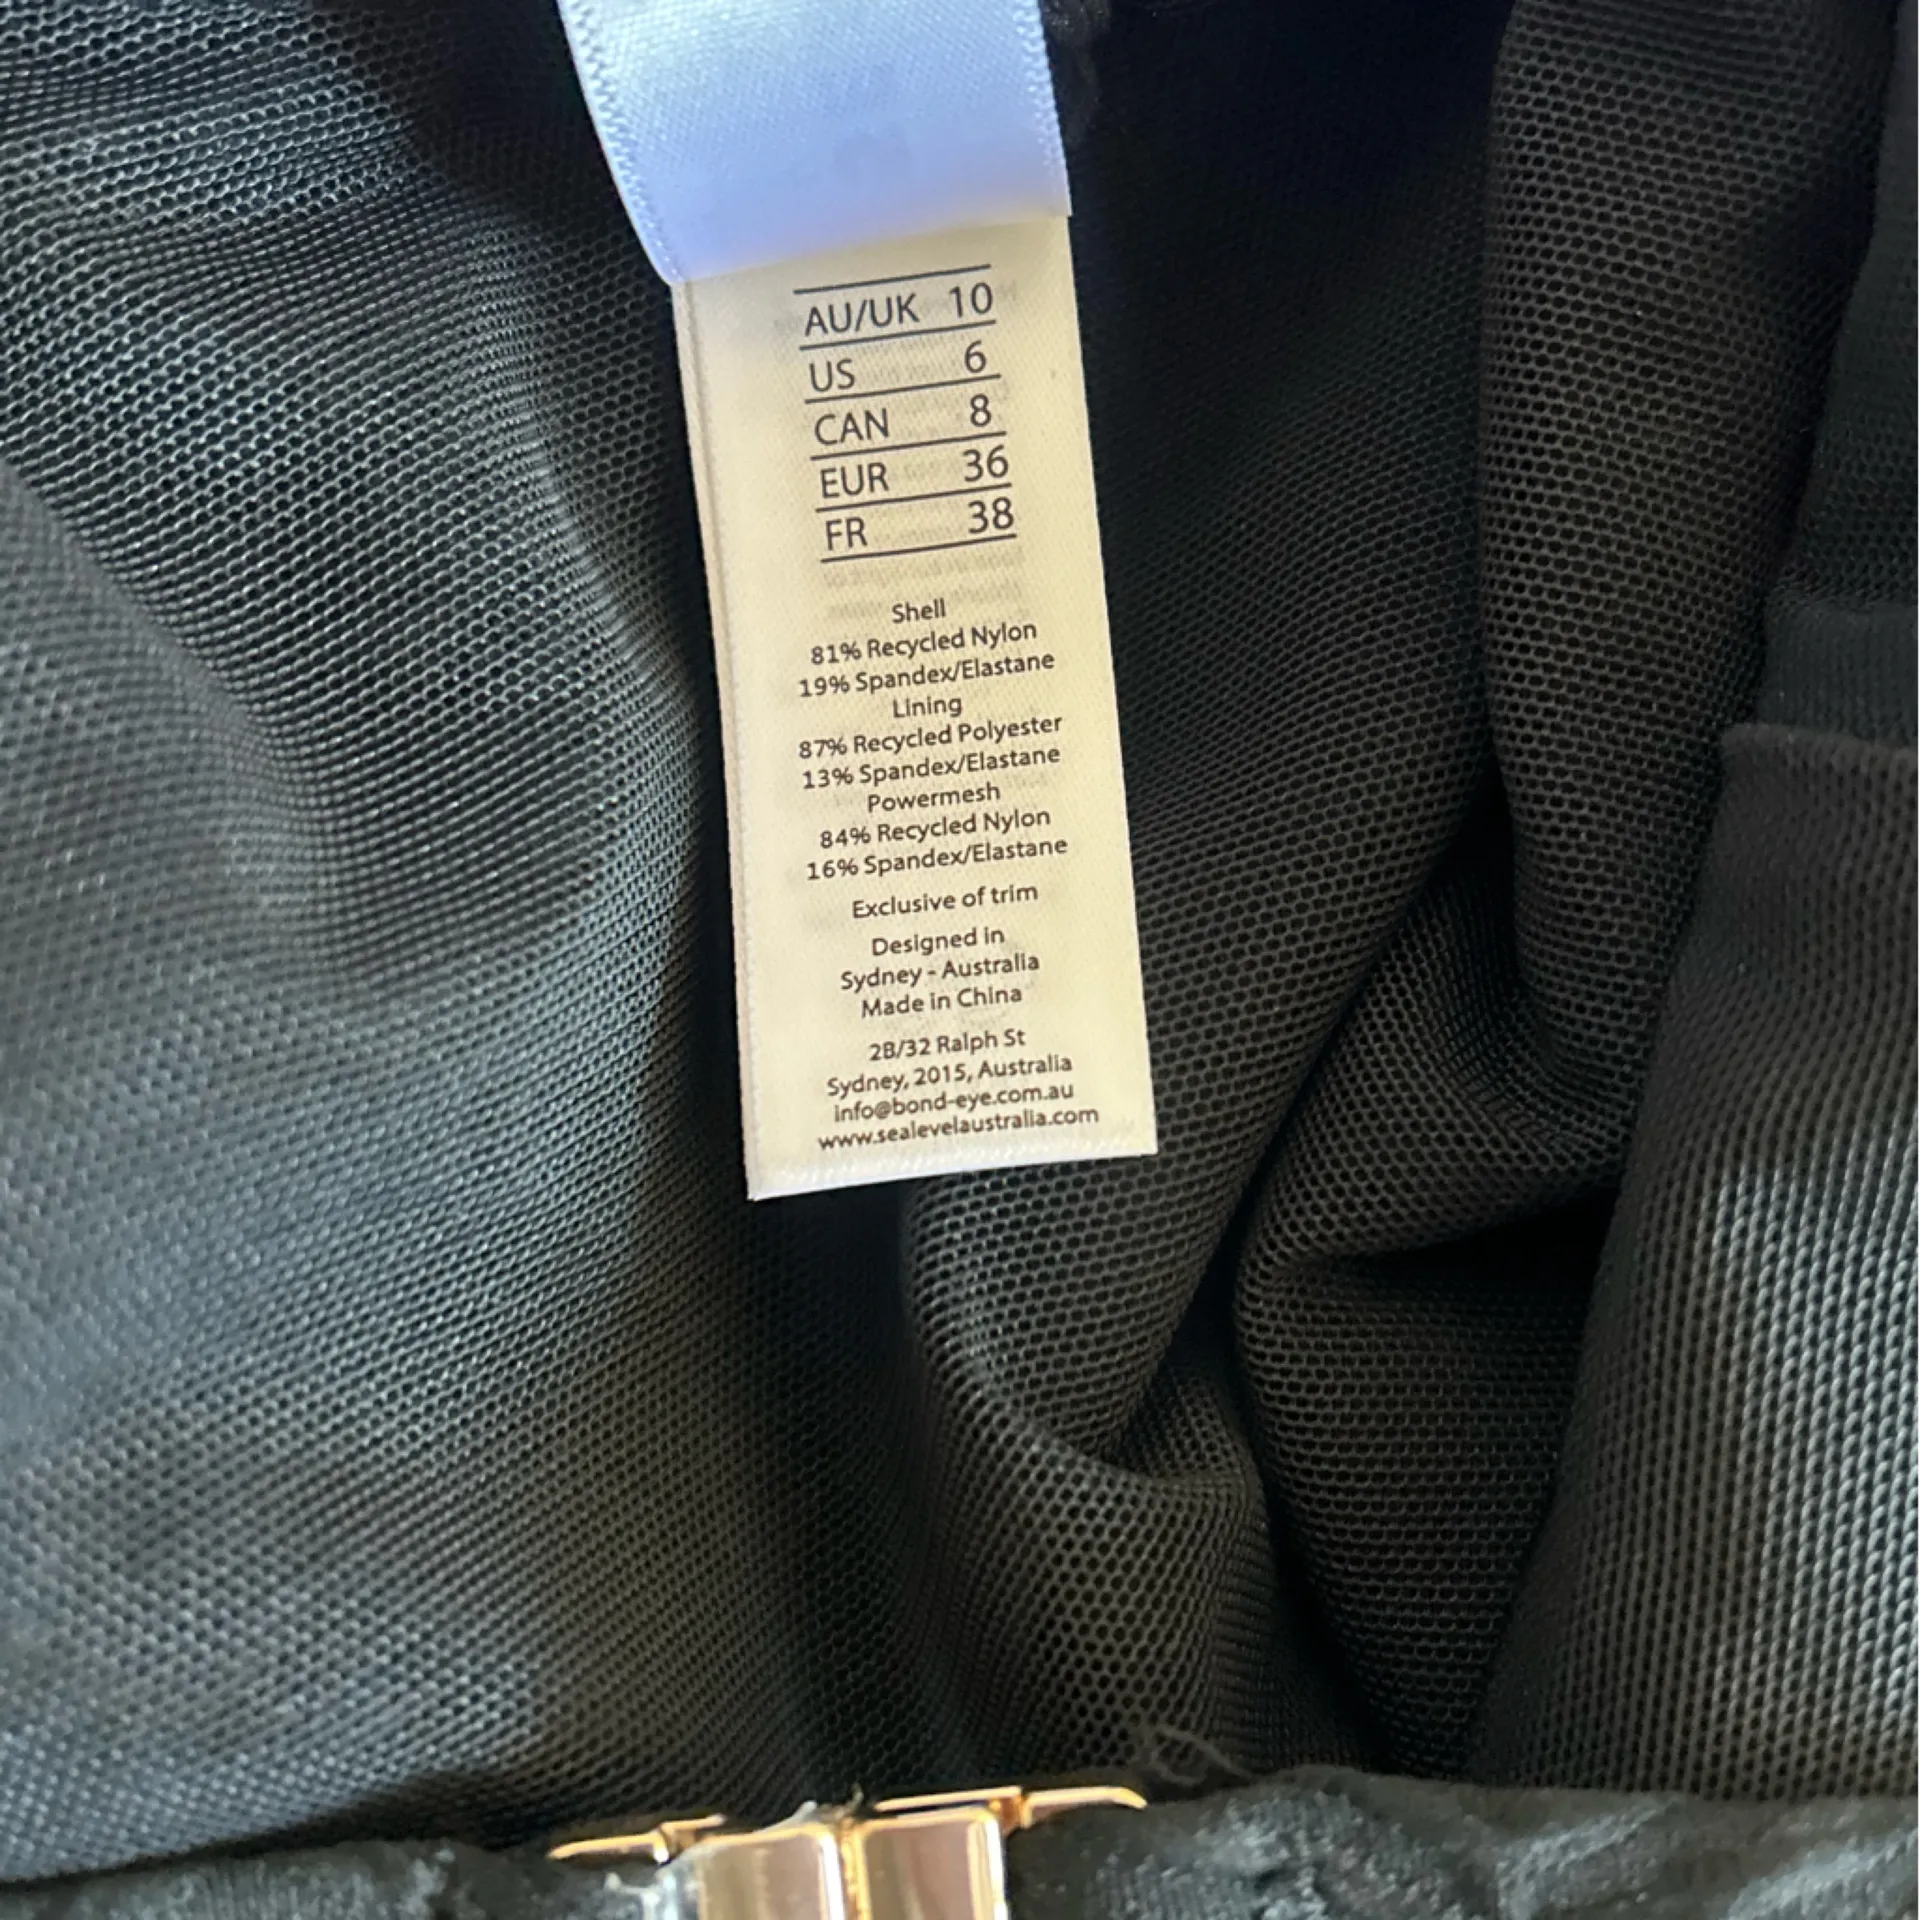 AU/UK 10
US 6
CAN 8
EUR 36
FR 38
Shell
81% Recycled Nylon
19% Spandex/Elastane
Lining
87% Recycled Polyester
13% Spandex/Elastane
Powermesh
84% Recycled Nylon
16% Spandex/Elastane
Exclusive of trim
Designed in
Sydney - Australia
Made in China
2B/32 Ralph St
Sydney, 2015, Australia
info@bond-eye.com.au
www.sealevelaustralia.com